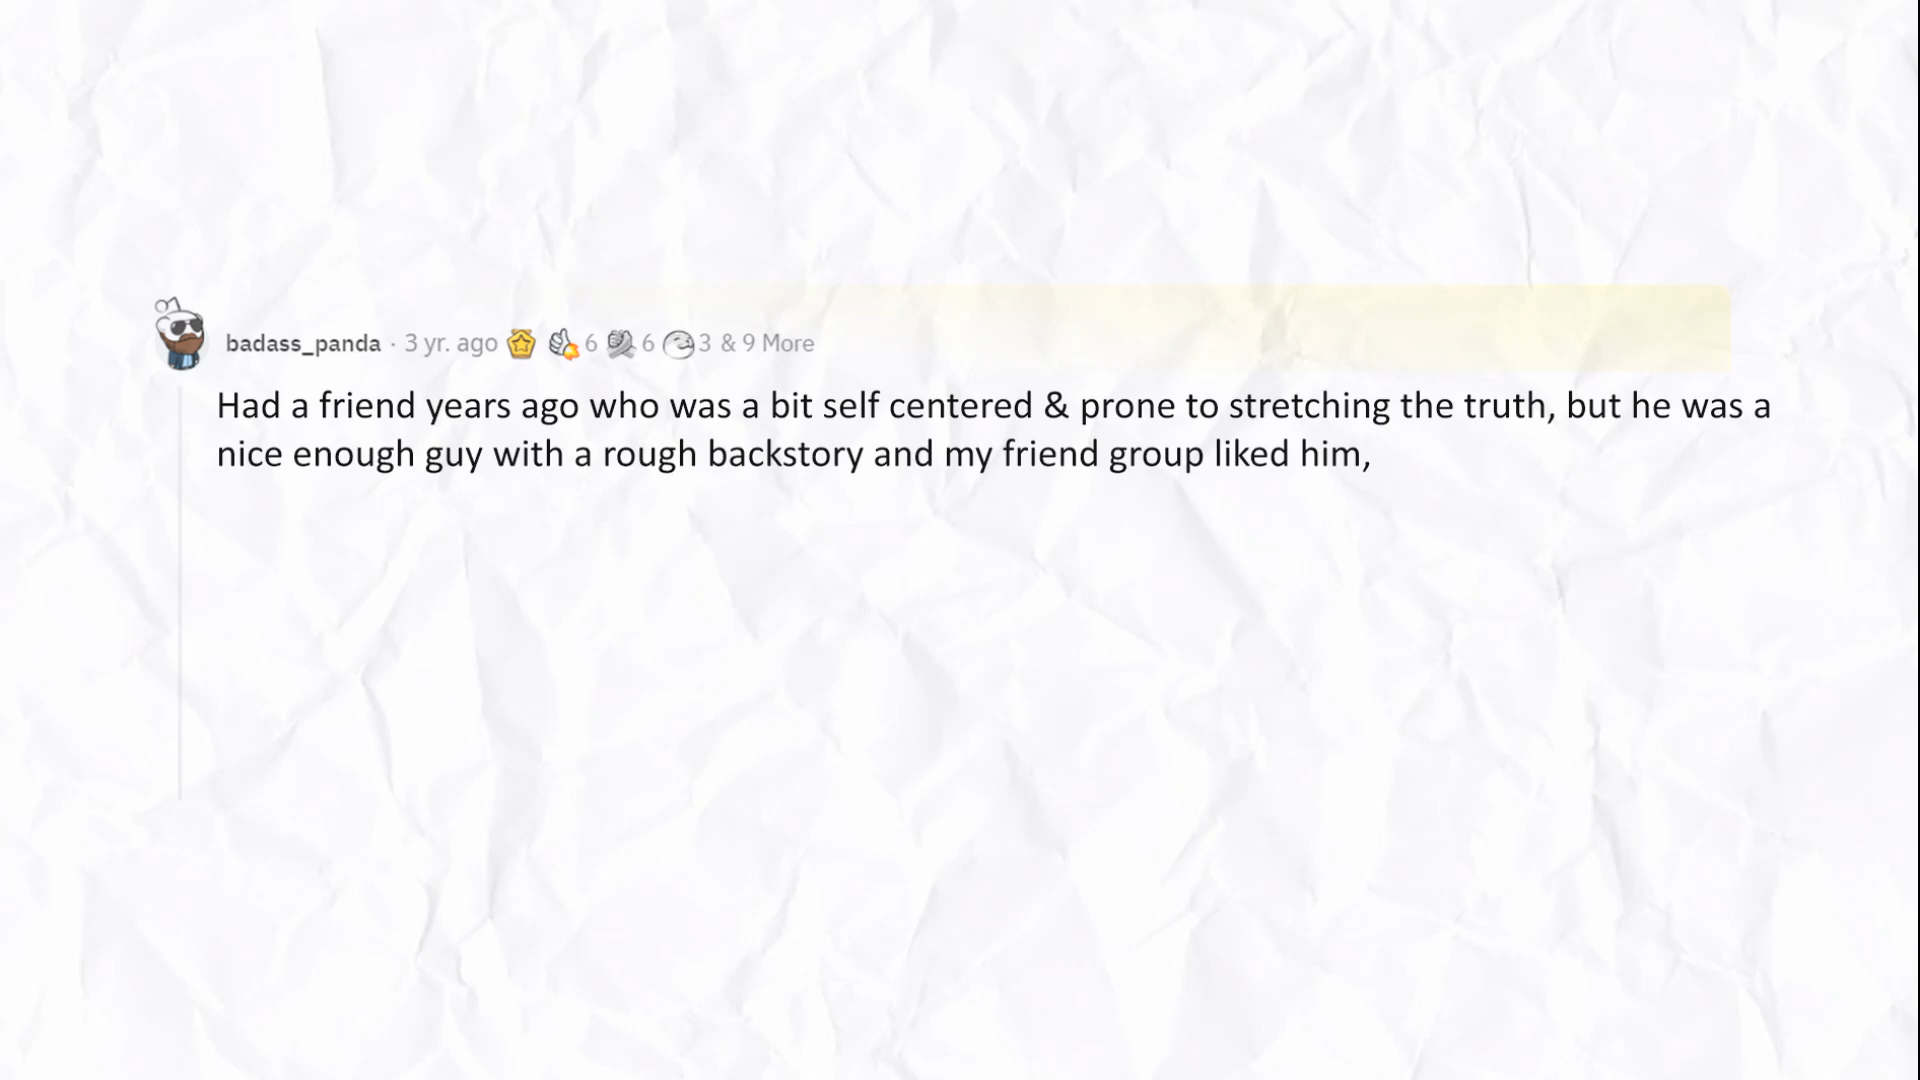 badass_panda · 3 yr. ago 6 6 3 & 9 More
Had a friend years ago who was a bit self centered & prone to stretching the truth, but he was a
nice enough guy with a rough backstory and my friend group liked him,